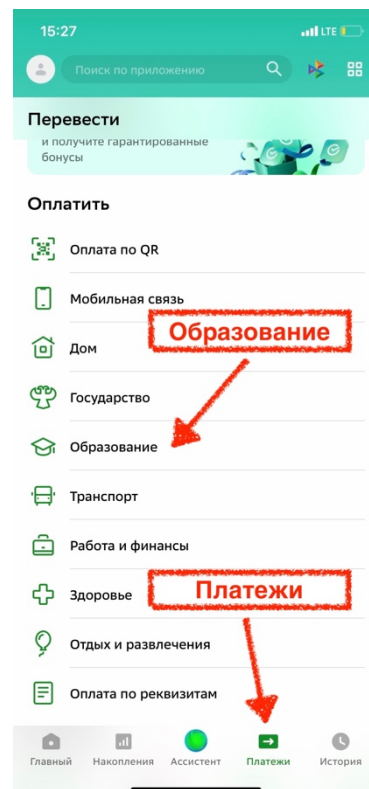 15:27
LTE
Поиск по приложению
Перевести
и получите гарантированные
бонусы
Оплатить
Оплата по QR
Мобильная связь
Образование
Дом
Государство
Образование
Транспорт
Работа и финансы
Здоровье
Платежи
Отдых и развлечения
Оплата по реквизитам
Главный Накопления Ассистент Платежи История